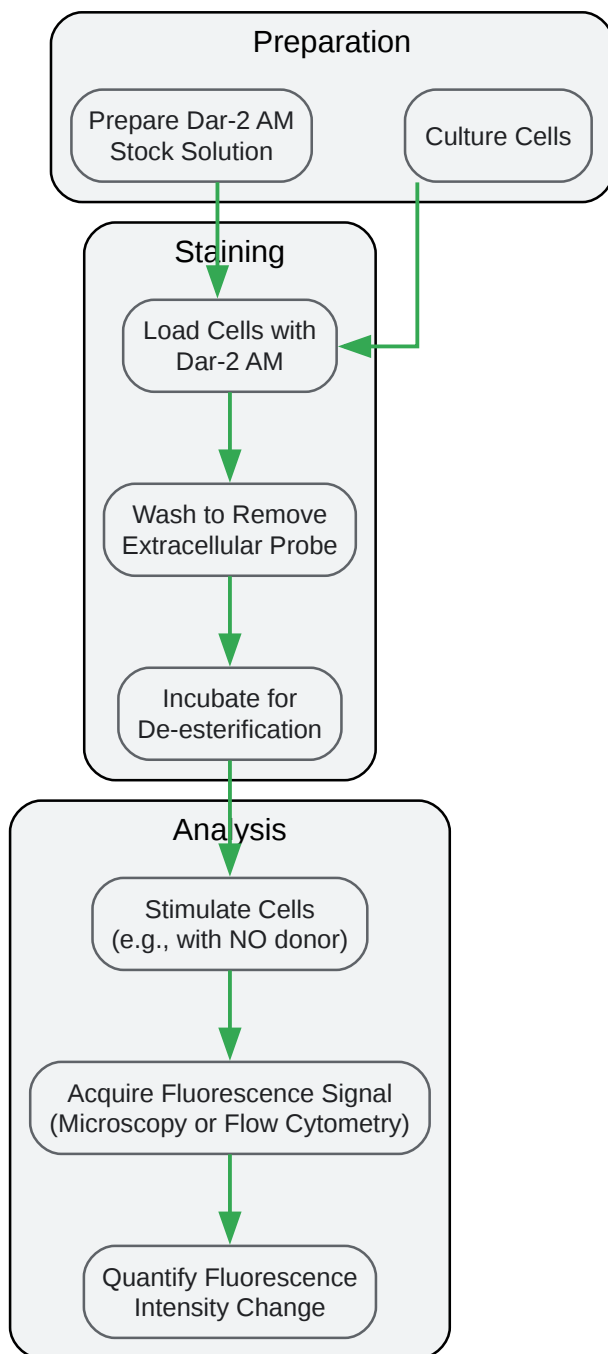 Preparation
Prepare Dar-2 AM
Stock Solution
Culture Cells
Staining
Load Cells with
Dar-2 AM
Wash to Remove
Extracellular Probe
Incubate for
De-esterification
Analysis
Stimulate Cells
(e.g., with NO donor)
Acquire Fluorescence Signal
(Microscopy or Flow Cytometry)
Quantify Fluorescence
Intensity Change